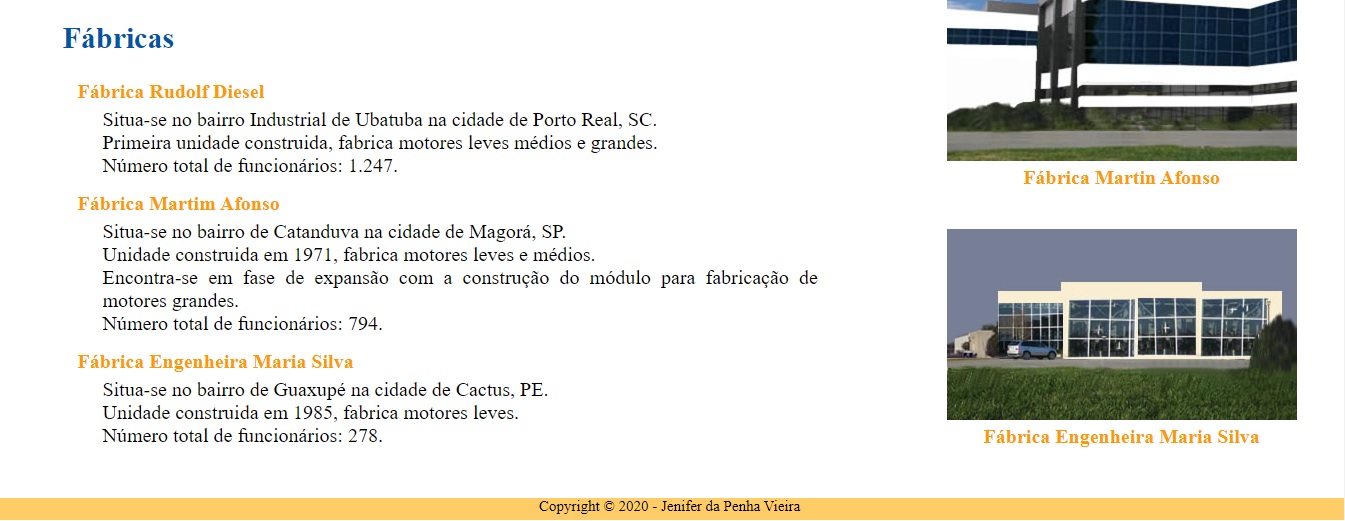 Fábricas
Fábrica Rudolf Diesel
Situa-se no bairro Industrial de Ubatuba na cidade de Porto Real, SC.
Primeira unidade construida, fabrica motores leves médios e grandes.
Número total de funcionários: 1.247.
Fábrica Martim Afonso
Situa-se no bairro de Catanduva na cidade de Magorá, SP.
Unidade construida em 1971, fabrica motores leves e médios.
Encontra-se em fase de expansão com a construção do módulo para fabricação de
motores grandes.
Número total de funcionários: 794.
Fábrica Engenheira Maria Silva
Situa-se no bairro de Guaxupé na cidade de Cactus, PE.
Unidade construida em 1985, fabrica motores leves.
Número total de funcionários: 278.
Fábrica Martin Afonso
Fábrica Engenheira Maria Silva
Copyright © 2020 - Jenifer da Penha Vieira